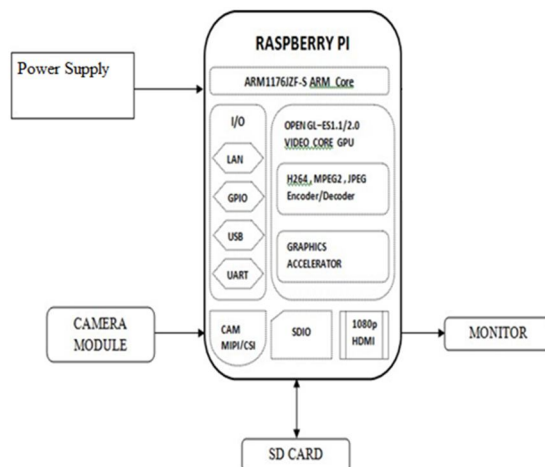 RASPBERRY PI
Power Supply
ARM1176JZF-S ARM Core
I/O
LAN
GPIO
USB
UART
OPEN GL-ES1.1/2.0
VIDEO CORE GPU
H264, MPEG2, JPEG
Encoder/Decoder
GRAPHICS
ACCELERATOR
CAMERA
MODULE
CAM
MIPI/CSI
SDIO
1080p
HDMI
MONITOR
SD CARD